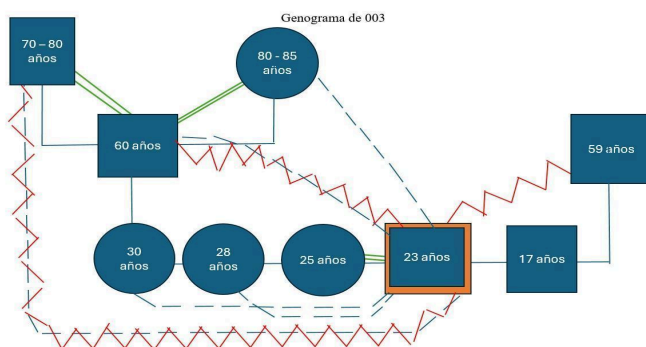 Genograma de 003
70 – 80
años
80 - 85
años
60 años
59 años
30
años
28
años
25 años
23 años
17 años